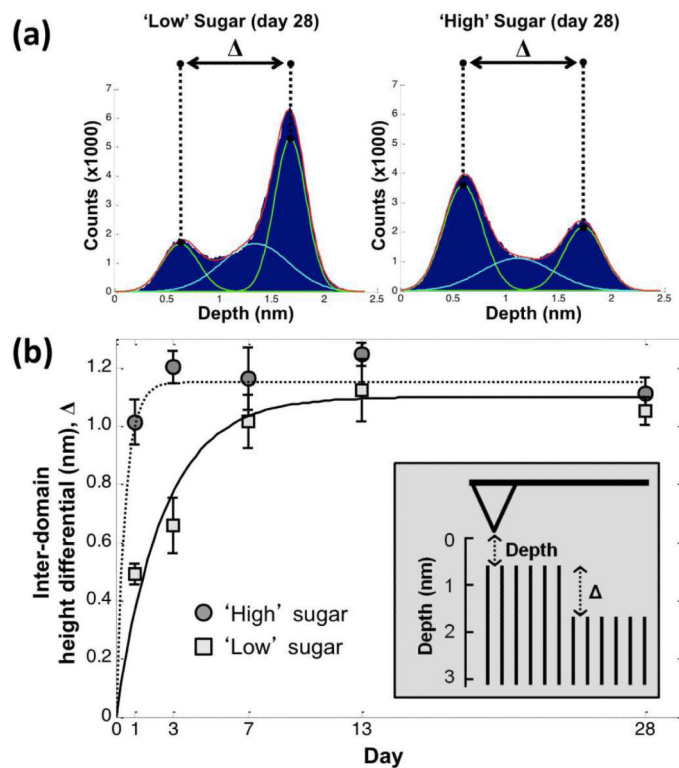 (a)
'Low' Sugar (day 28)
'High' Sugar (day 28)
Δ
Δ
Counts (x1000)
7
6
5
4
3
2
1
0
0
0.5
1
1.5
2
2.5
Depth (nm)
Counts (x1000)
7
6
5
4
3
2
1
0
0
0.5
1
1.5
2
2.5
Depth (nm)
(b)
Inter-domain
height differential (nm), Δ
1.2
1.0
0.8
0.6
0.4
0.2
0
0
1
3
7
13
28
Day
'High' sugar
'Low' sugar
Depth (nm)
0
1
2
3
Depth
Δ